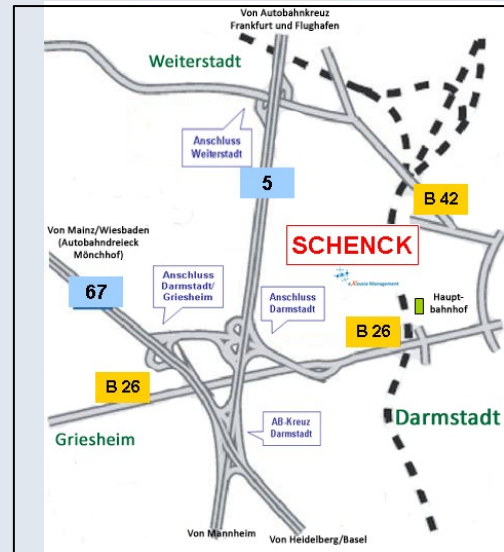 Von Autobahnkreuz
Frankfurt und Flughafen
Weiterstadt
Anschluss
Weiterstadt
5
B 42
Von Mainz/Wiesbaden
(Autobahndreieck
Mönchhof)
SCHENCK
67
Anschluss
Darmstadt/
Griesheim
Anschluss
Darmstadt
Haupt-
bahnhof
B 26
B 26
Darmstadt
Griesheim
AB-Kreuz
Darmstadt
Von Mannheim
Von Heidelberg/Basel